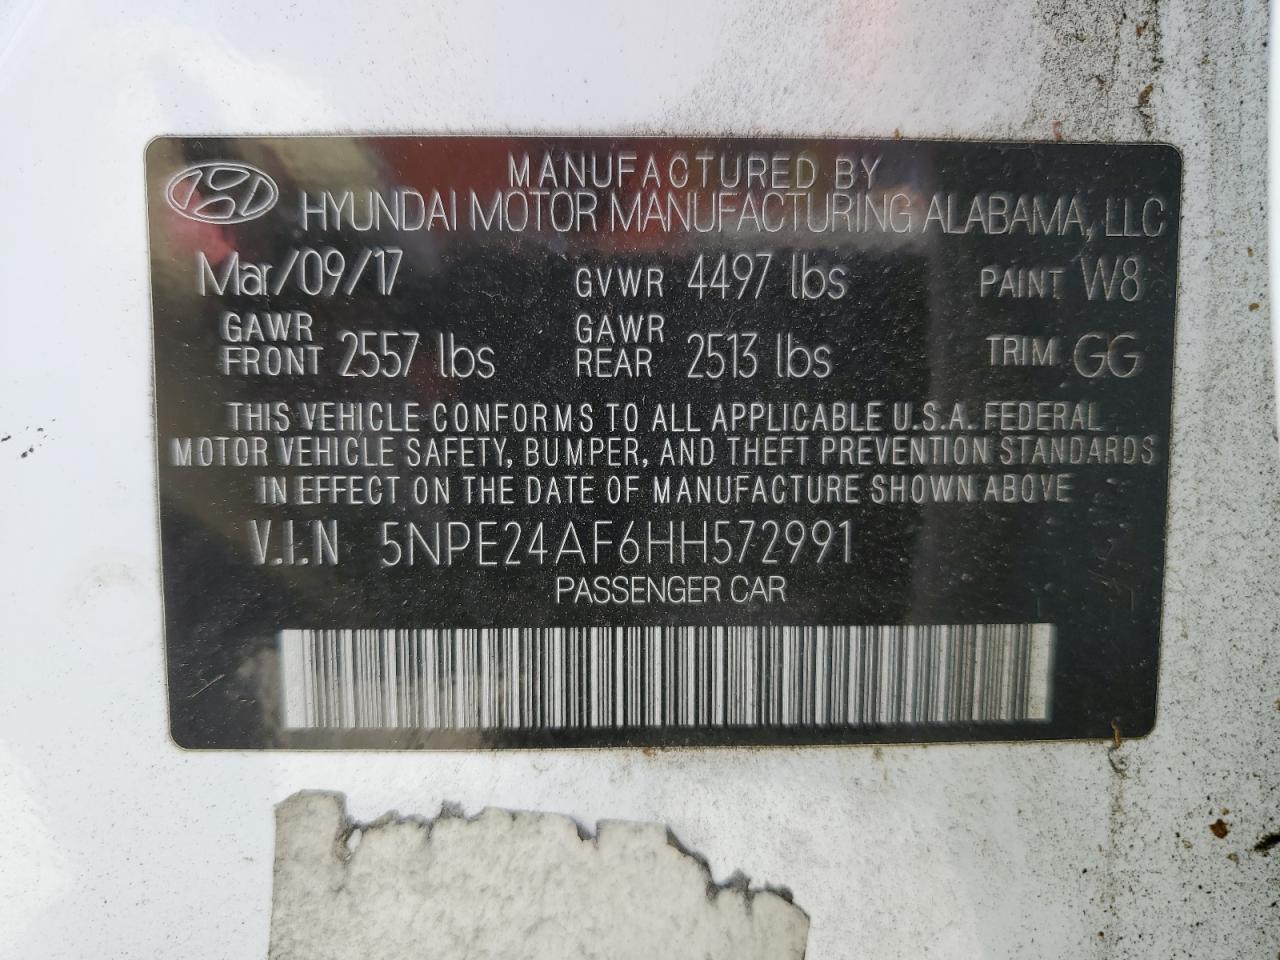 MANUFACTURED BY
HYUNDAI MOTOR MANUFACTURING ALABAMA, LLC
Mar/09/17 GVWR 4497 lbs PAINT W8
GAWR FRONT 2557 lbs GAWR REAR 2513 lbs TRIM GG
THIS VEHICLE CONFORMS TO ALL APPLICABLE U.S.A. FEDERAL
MOTOR VEHICLE SAFETY, BUMPER, AND THEFT PREVENTION STANDARDS
IN EFFECT ON THE DATE OF MANUFACTURE SHOWN ABOVE
V.I.N 5NPE24AF6HH572991
PASSENGER CAR